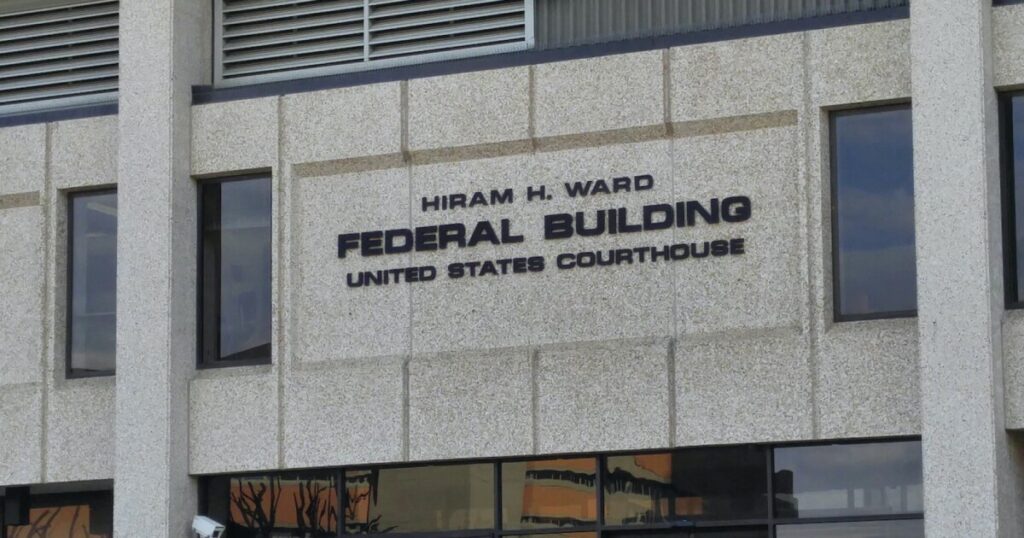 HIRAM H. WARD
FEDERAL BUILDING
UNITED STATES COURTHOUSE